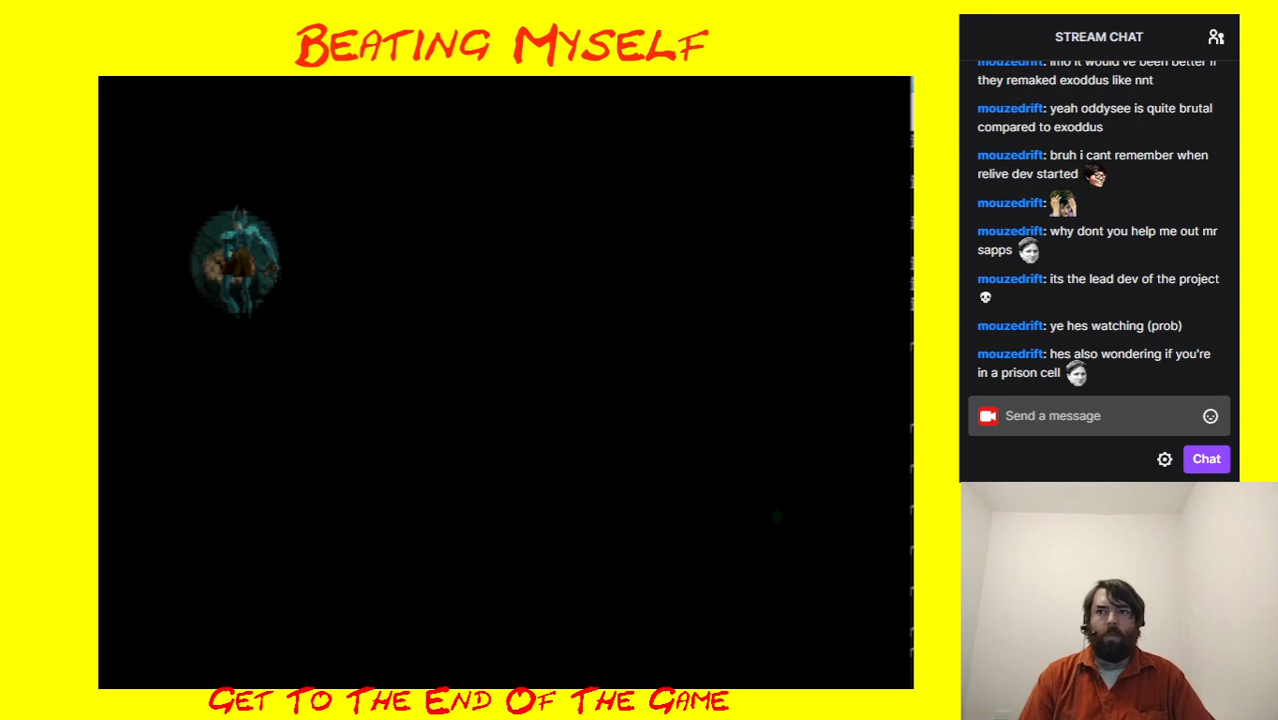 BEATING MYSELF
STREAM CHAT
mouzedrift: imo it would've been better if
they remaked exoddus like nnt
mouzedrift: yeah oddysee is quite brutal
compared to exoddus
mouzedrift: bruh i cant remember when
relive dev started
mouzedrift:
mouzedrift: why dont you help me out mr
sapps
mouzedrift: its the lead dev of the project
mouzedrift: ye hes watching (prob)
mouzedrift: hes also wondering if you're
in a prison cell
Send a message
Chat
GET TO THE END OF THE GAME